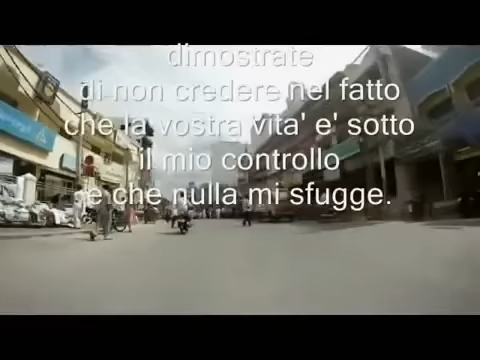 dimostrate
di non credere nel fatto
che la vostra vita' e' sotto
il mio controllo
e che nulla mi sfugge.